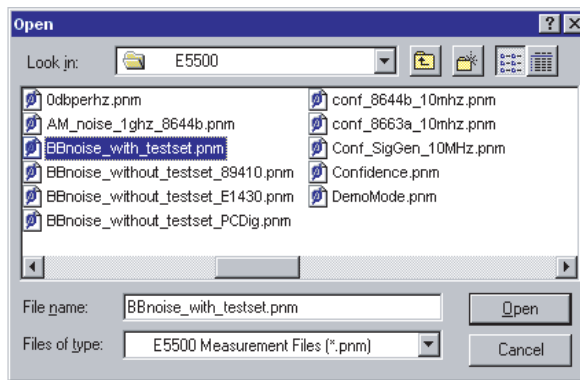 Open
Look in: E5500
0dbperhz.pnm
AM_noise_1ghz_8644b.pnm
BBnoise_with_testset.pnm
BBnoise_without_testset_89410.pnm
BBnoise_without_testset_E1430.pnm
BBnoise_without_testset_PCDig.pnm
conf_8644b_10mhz.pnm
conf_8663a_10mhz.pnm
Conf_SigGen_10MHz.pnm
Confidence.pnm
DemoMode.pnm
File name: BBnoise_with_testset.pnm Open
Files of type: E5500 Measurement Files (*.pnm) Cancel